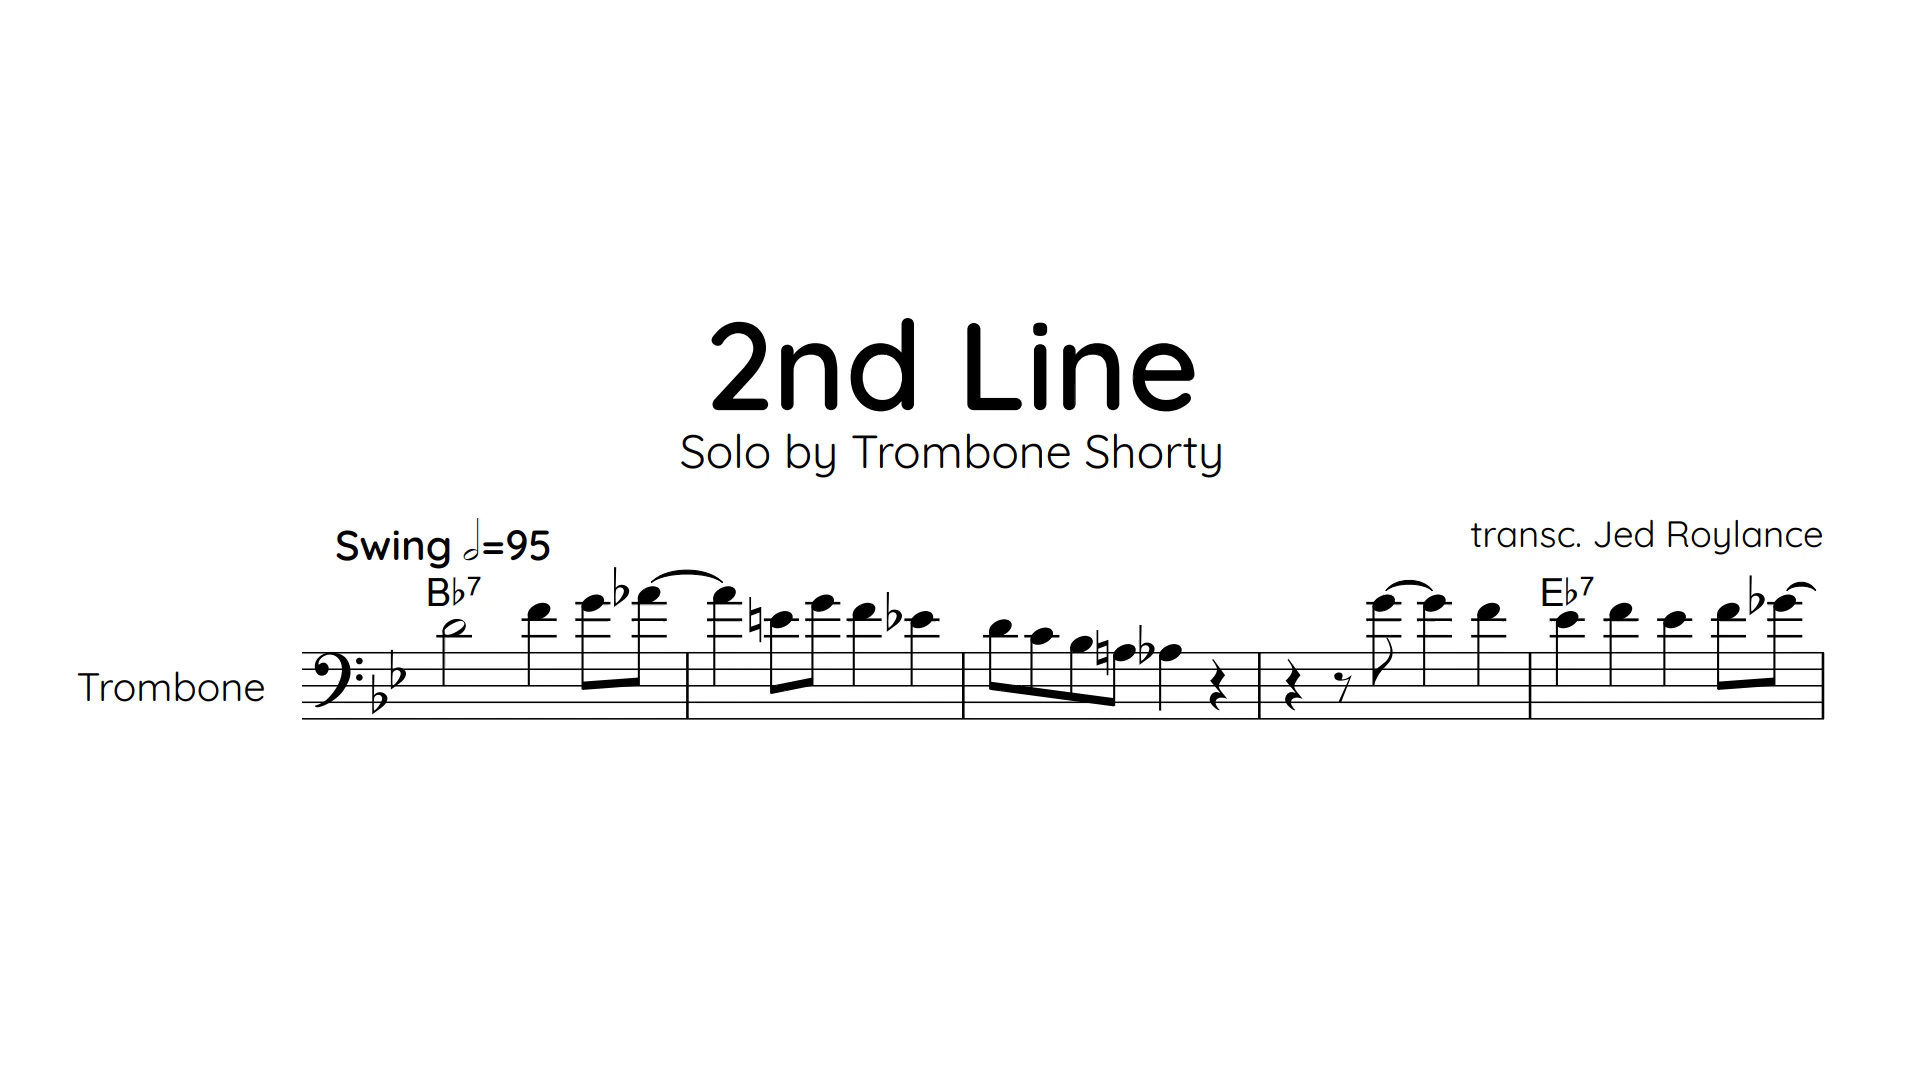 2nd Line
Solo by Trombone Shorty
transc. Jed Roylance
Swing 𝅗𝅥=95
B♭7
E♭7
Trombone